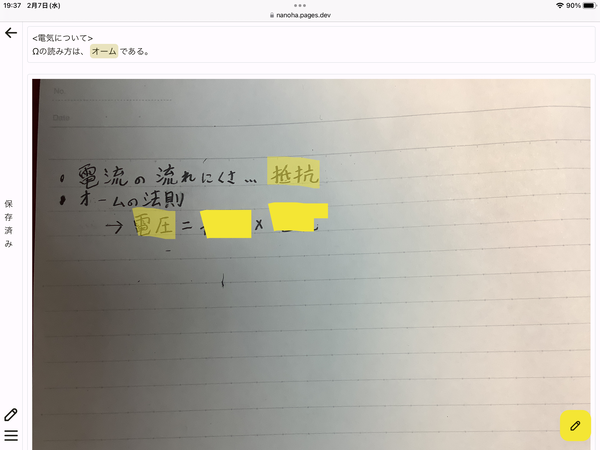 19:37 2月7日(水)
90%
nanoha.pages.dev
<電気について>
Ωの読み方は、オームである。
No.
Date
・電流の流れにくさ… 抵抗
・オームの法則
→ 電圧 = ×
保存済み